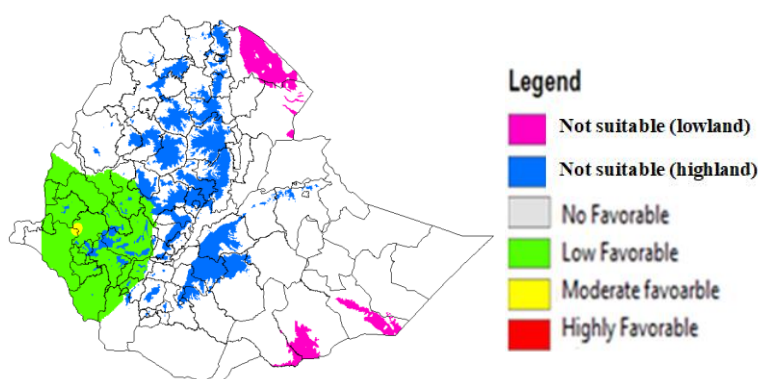 Legend
Not suitable (lowland)
Not suitable (highland)
No Favorable
Low Favorable
Moderate favoarble
Highly Favorable